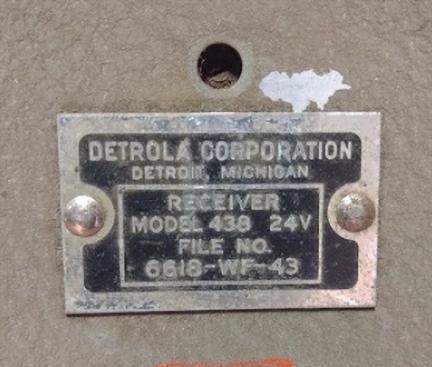 DETROLA CORPORATION
DETROIT, MICHIGAN
RECEIVER
MODEL 438 24V
FILE NO.
6618-WF-43